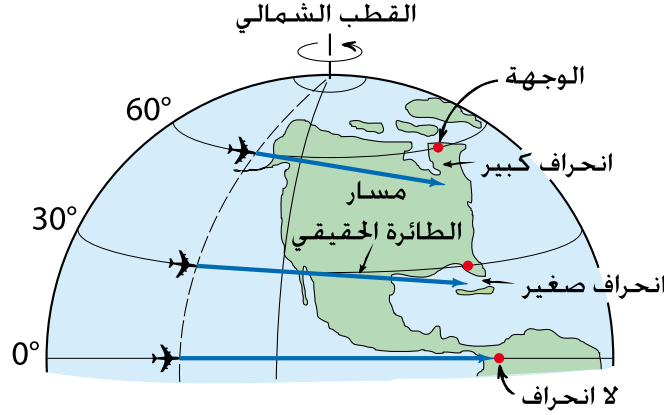 القطب الشمالي
الوجهة
60°
انحراف كبير
مسار
الطائرة الحقيقي
30°
انحراف صغير
0°
لا انحراف